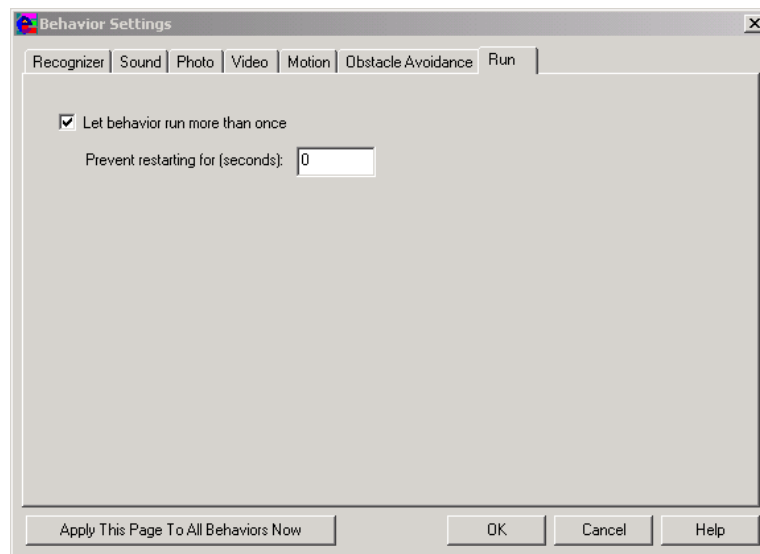 Behavior Settings
Recognizer Sound Photo Video Motion Obstacle Avoidance Run
Let behavior run more than once
Prevent restarting for (seconds): 0
Apply This Page To All Behaviors Now OK Cancel Help